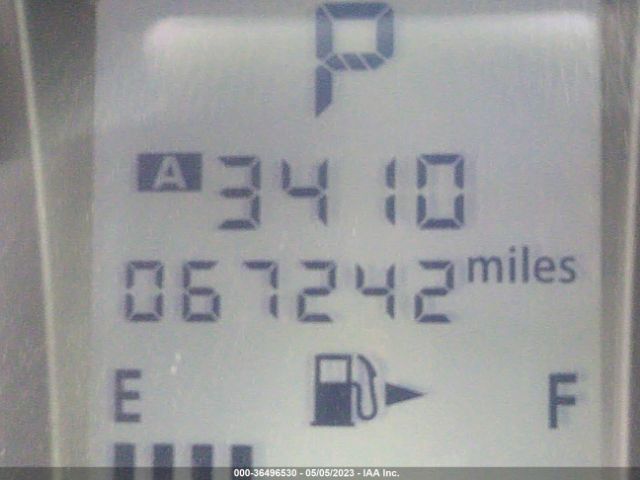 P
A 3410
067242 miles
E F
000-36496530 - 05/05/2023 - IAA Inc.